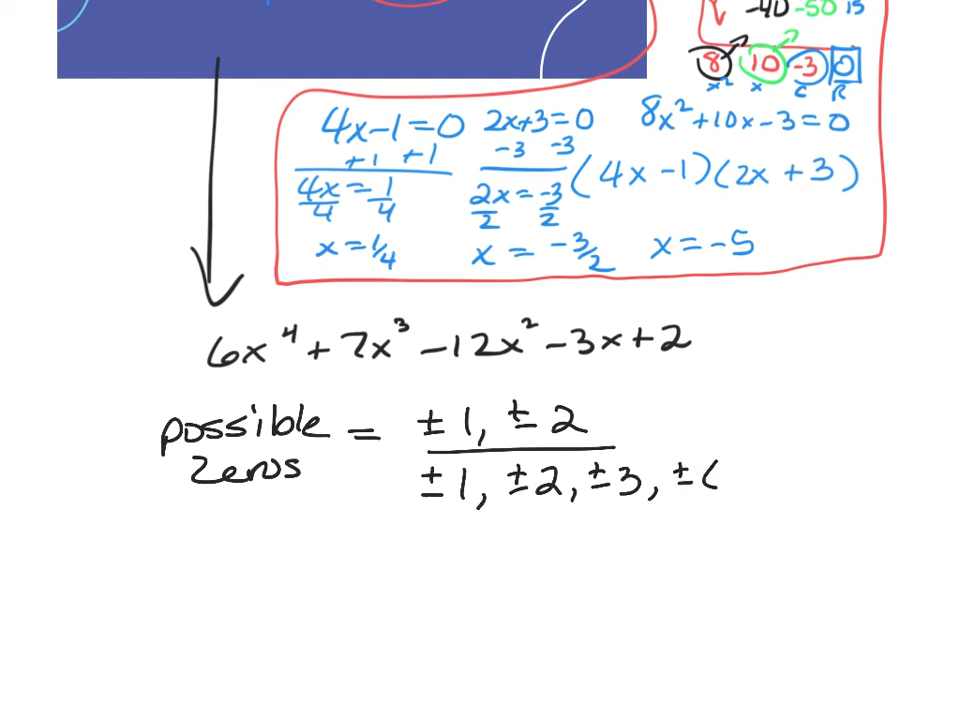 -40 -50 15
8 10 -3 0
x² x c R
4x-1=0 2x+3=0 8x²+10x-3=0
+1 +1 -3 -3
4x/4 = 1/4 2x/2 = -3/2 (4x-1)(2x+3)
x=1/4 x = -3/2 x=-5
6x⁴+7x³-12x²-3x+2
possible zeros = ±1, ±2
±1, ±2, ±3, ±